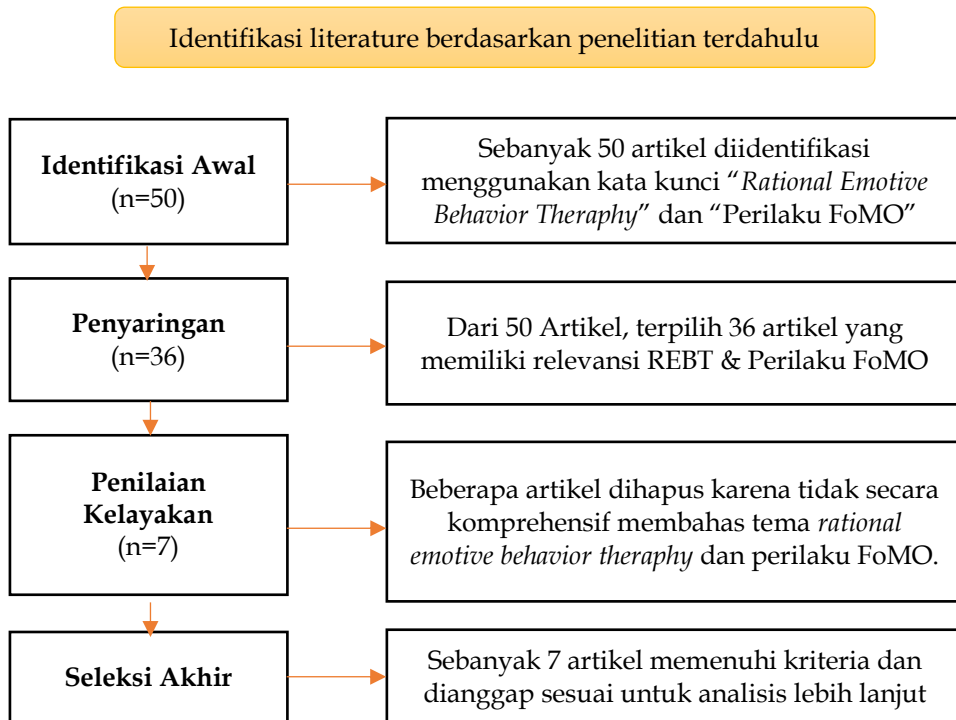 Identifikasi literature berdasarkan penelitian terdahulu
Identifikasi Awal
(n=50)
Sebanyak 50 artikel diidentifikasi
menggunakan kata kunci “Rational Emotive
Behavior Theraphy” dan “Perilaku FoMO”
Penyaringan
(n=36)
Dari 50 Artikel, terpilih 36 artikel yang
memiliki relevansi REBT & Perilaku FoMO
Penilaian
Kelayakan
(n=7)
Beberapa artikel dihapus karena tidak secara
komprehensif membahas tema rational
emotive behavior theraphy dan perilaku FoMO.
Seleksi Akhir
Sebanyak 7 artikel memenuhi kriteria dan
dianggap sesuai untuk analisis lebih lanjut